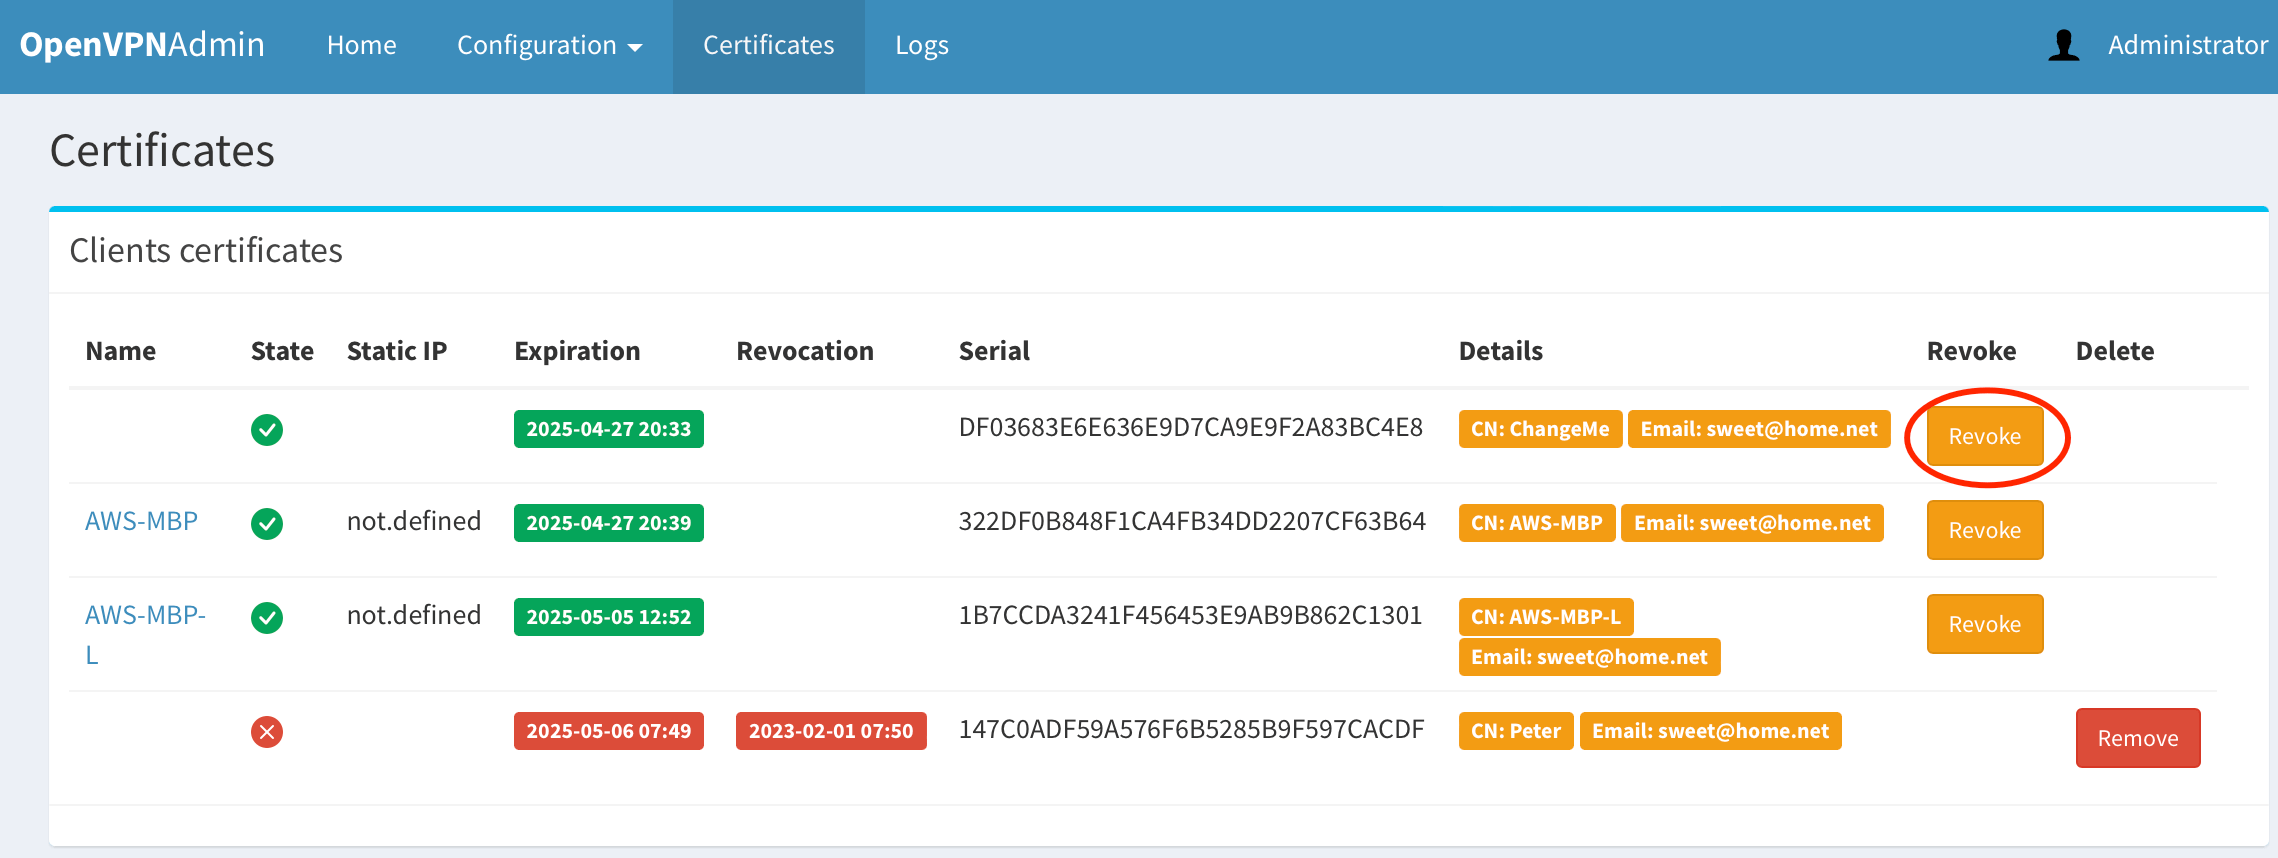 OpenVPNAdmin Home Configuration Certificates Logs Administrator
Certificates
Clients certificates
Name State Static IP Expiration Revocation Serial Details Revoke Delete
2025-04-27 20:33 DF03683E6E636E9D7CA9E9F2A83BC4E8 CN: ChangeMe Email: sweet@home.net Revoke
AWS-MBP not.defined 2025-04-27 20:39 322DF0B848F1CA4FB34DD2207CF63B64 CN: AWS-MBP Email: sweet@home.net Revoke
AWS-MBP- not.defined 2025-05-05 12:52 1B7CCDA3241F456453E9AB9B862C1301 CN: AWS-MBP-L Revoke
L Email: sweet@home.net
2025-05-06 07:49 2023-02-01 07:50 147C0ADF59A576F6B5285B9F597CACDF CN: Peter Email: sweet@home.net Remove